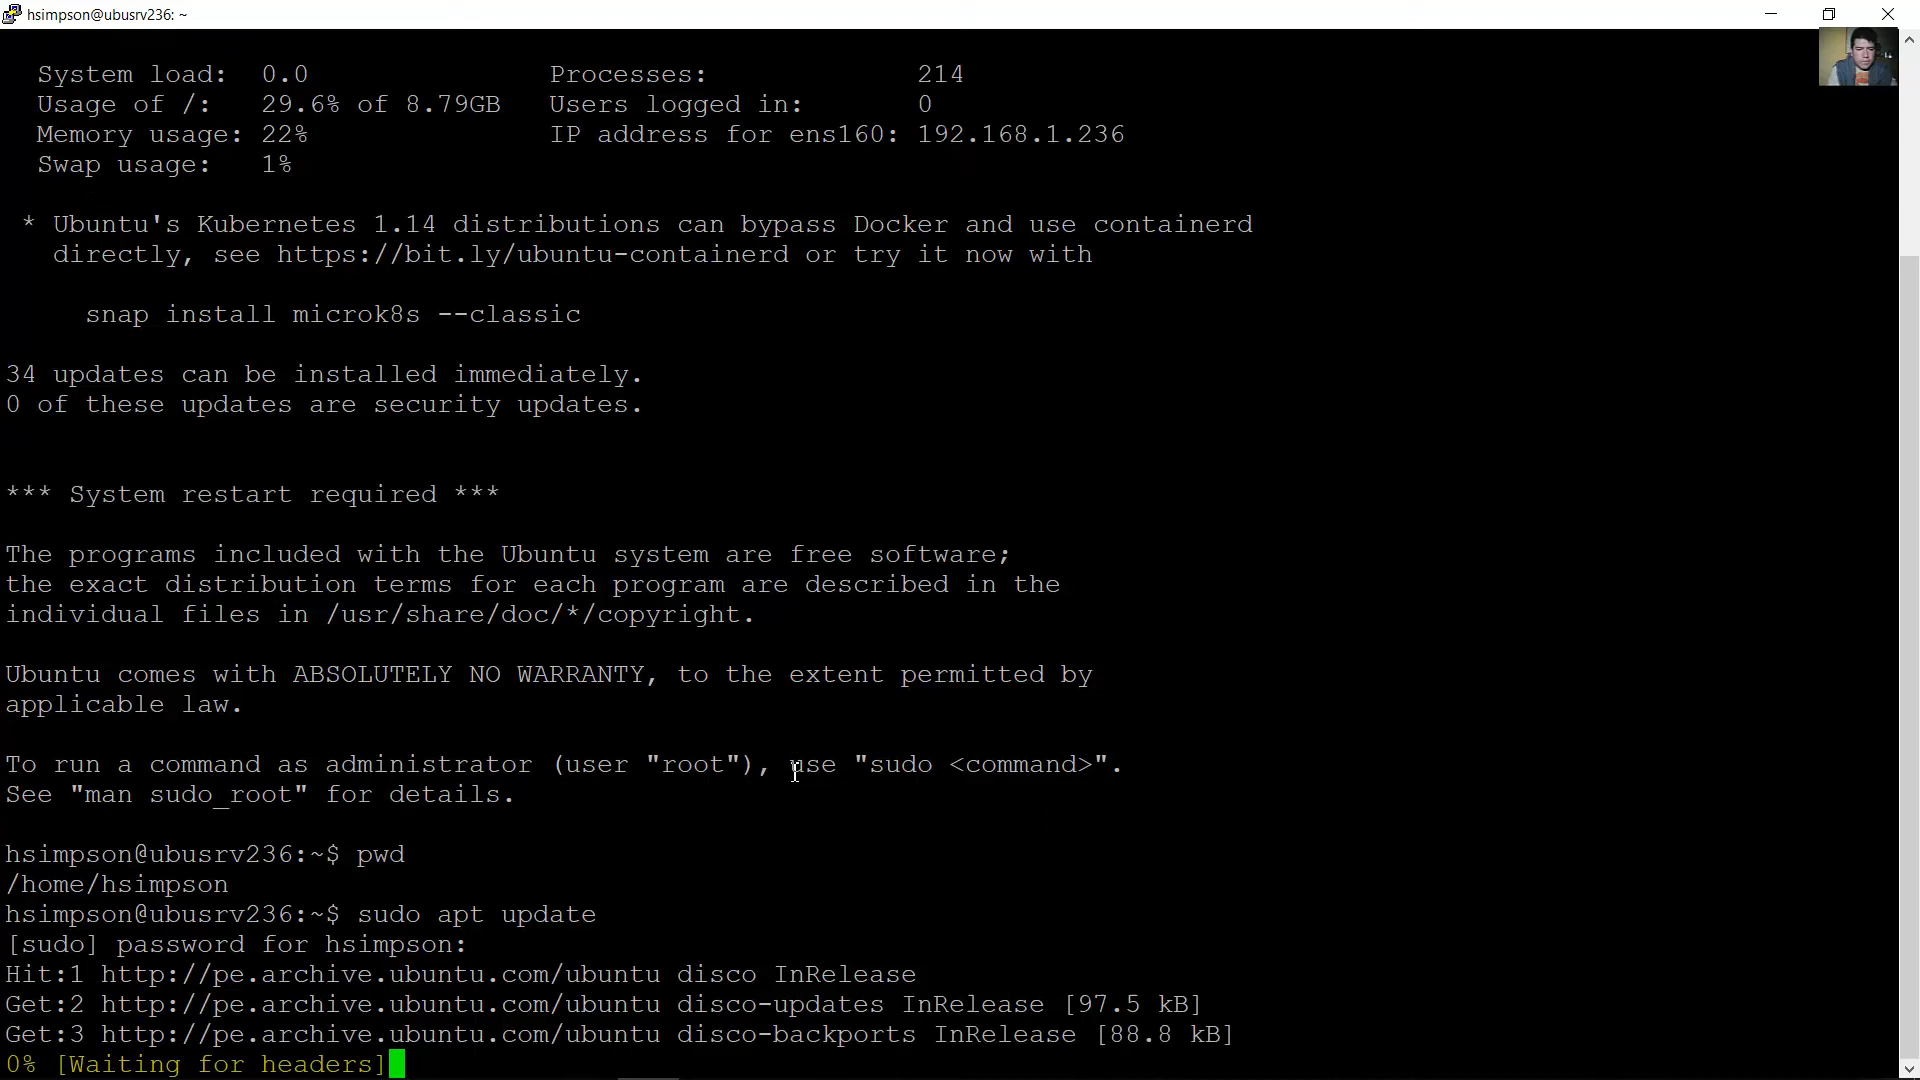 hsimpson@ubusrv236: ~
System load: 0.0 Processes: 214
Usage of /: 29.6% of 8.79GB Users logged in: 0
Memory usage: 22% IP address for ens160: 192.168.1.236
Swap usage: 1%
* Ubuntu's Kubernetes 1.14 distributions can bypass Docker and use containerd
directly, see https://bit.ly/ubuntu-containerd or try it now with
snap install microk8s --classic
34 updates can be installed immediately.
0 of these updates are security updates.
*** System restart required ***
The programs included with the Ubuntu system are free software;
the exact distribution terms for each program are described in the
individual files in /usr/share/doc/*/copyright.
Ubuntu comes with ABSOLUTELY NO WARRANTY, to the extent permitted by
applicable law.
To run a command as administrator (user "root"), use "sudo <command>".
See "man sudo_root" for details.
hsimpson@ubusrv236:~$ pwd
/home/hsimpson
hsimpson@ubusrv236:~$ sudo apt update
[sudo] password for hsimpson:
Hit:1 http://pe.archive.ubuntu.com/ubuntu disco InRelease
Get:2 http://pe.archive.ubuntu.com/ubuntu disco-updates InRelease [97.5 kB]
Get:3 http://pe.archive.ubuntu.com/ubuntu disco-backports InRelease [88.8 kB]
0% [Waiting for headers]